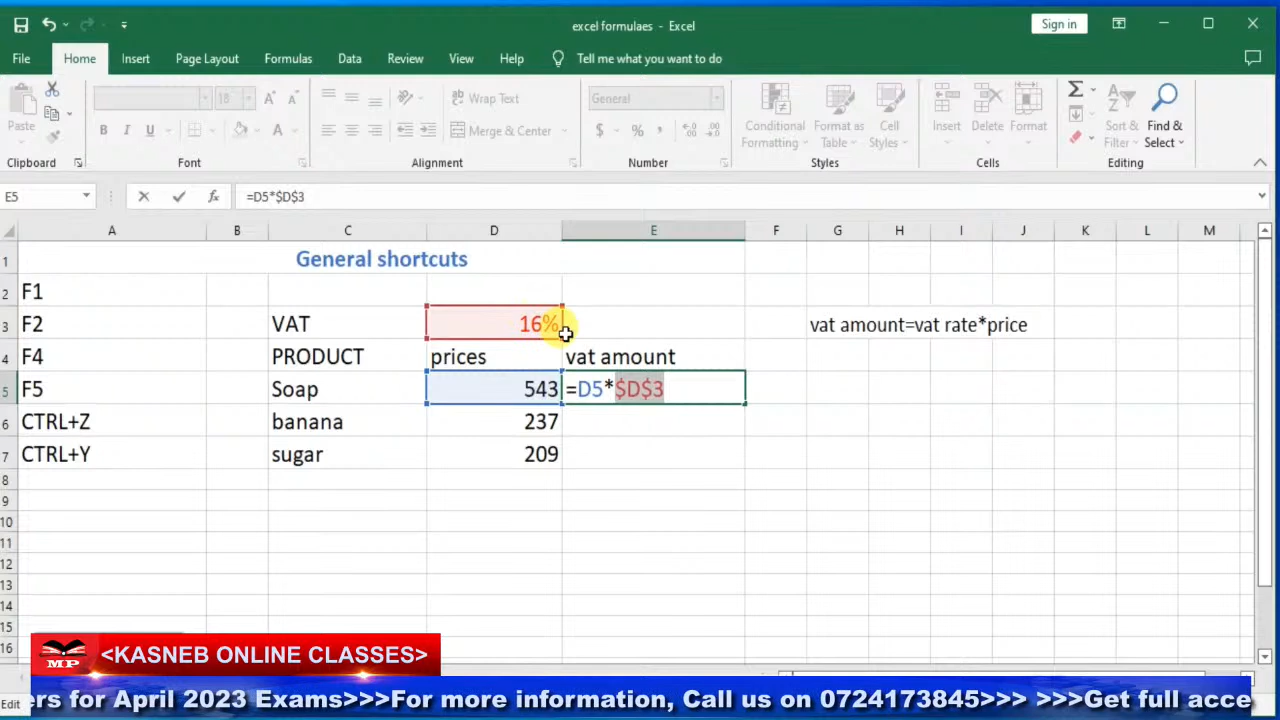 excel formulaes - Excel
Sign in
File Home Insert Page Layout Formulas Data Review View Help Tell me what you want to do
18 A A Wrap Text General
Paste B I U A Merge & Center $ % , Conditional Formatting Format as Table Cell Styles Insert Delete Format Σ Sort & Filter Find & Select
Clipboard Font Alignment Number Styles Cells Editing
E5 fx =D5*$D$3
A B C D E F G H I J K L M
1 General shortcuts
2 F1
3 F2 VAT 16% vat amount=vat rate*price
4 F4 PRODUCT prices vat amount
5 F5 Soap 543 =D5*$D$3
6 CTRL+Z banana 237
7 CTRL+Y sugar 209
8
9
10
11
12
13
14
15
16
MP <KASNEB ONLINE CLASSES>
ers for April 2023 Exams>>>For more information, Call us on 0724173845>>> >>>Get full acce
Edit